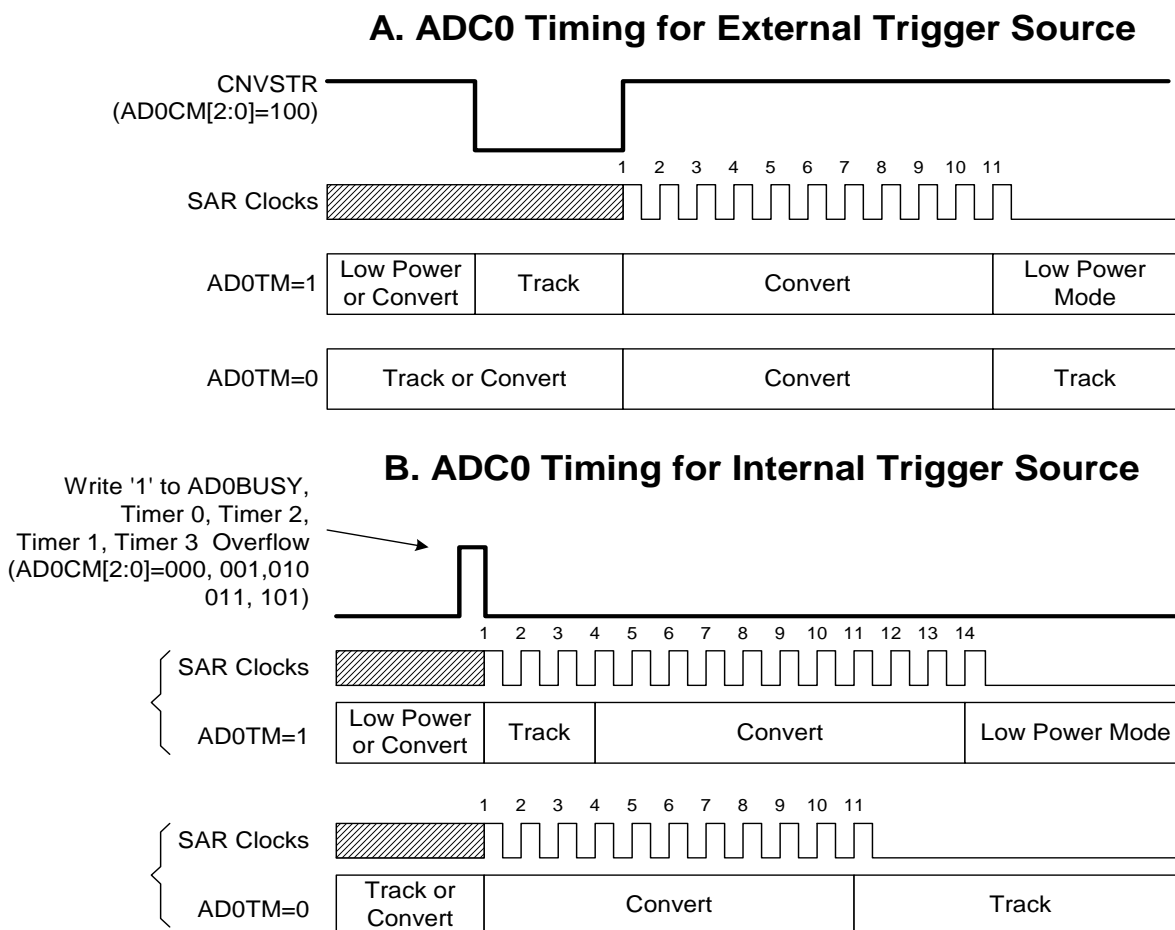 A. ADC0 Timing for External Trigger Source
CNVSTR
(AD0CM[2:0]=100)
1 2 3 4 5 6 7 8 9 10 11
SAR Clocks
AD0TM=1
Low Power
or Convert
Track
Convert
Low Power
Mode
AD0TM=0
Track or Convert
Convert
Track
B. ADC0 Timing for Internal Trigger Source
Write '1' to AD0BUSY,
Timer 0, Timer 2,
Timer 1, Timer 3 Overflow
(AD0CM[2:0]=000, 001,010
011, 101)
1 2 3 4 5 6 7 8 9 10 11 12 13 14
SAR Clocks
AD0TM=1
Low Power
or Convert
Track
Convert
Low Power Mode
1 2 3 4 5 6 7 8 9 10 11
SAR Clocks
AD0TM=0
Track or
Convert
Convert
Track